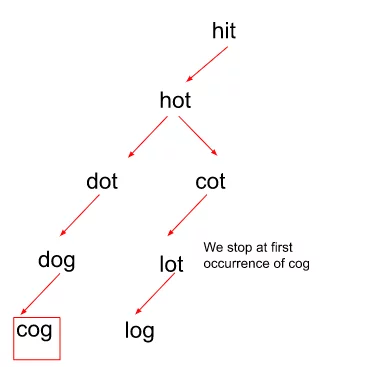 hit
hot
dot
cot
dog
lot
We stop at first
occurrence of cog
cog
log